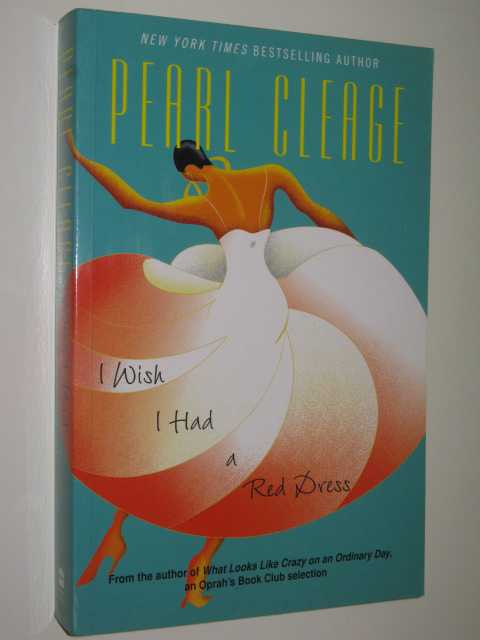 NEW YORK TIMES BESTSELLING AUTHOR
PEARL CLEAGE
I Wish
I Had
a
Red Dress
From the author of What Looks Like Crazy on an Ordinary Day,
an Oprah's Book Club selection